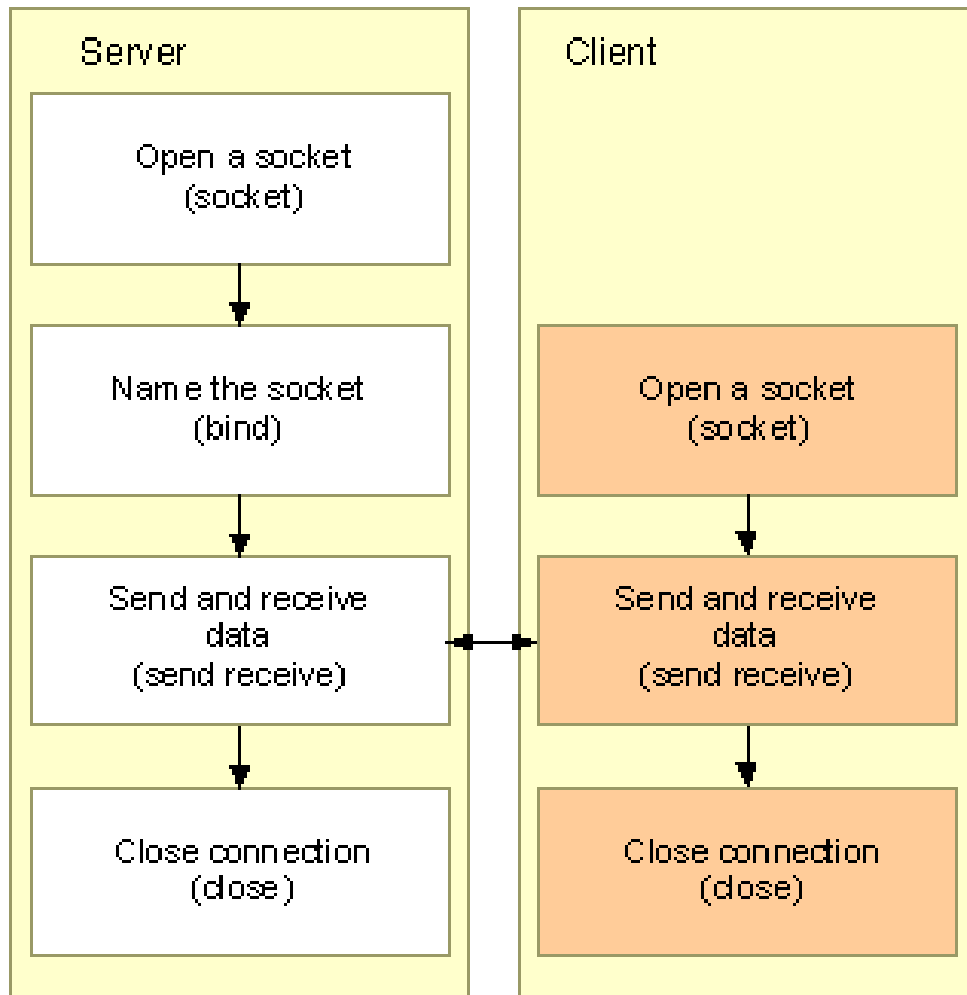 Server
Open a socket
(socket)
Name the socket
(bind)
Send and receive
data
(send receive)
Close connection
(close)
Client
Open a socket
(socket)
Send and receive
data
(send receive)
Close connection
(close)